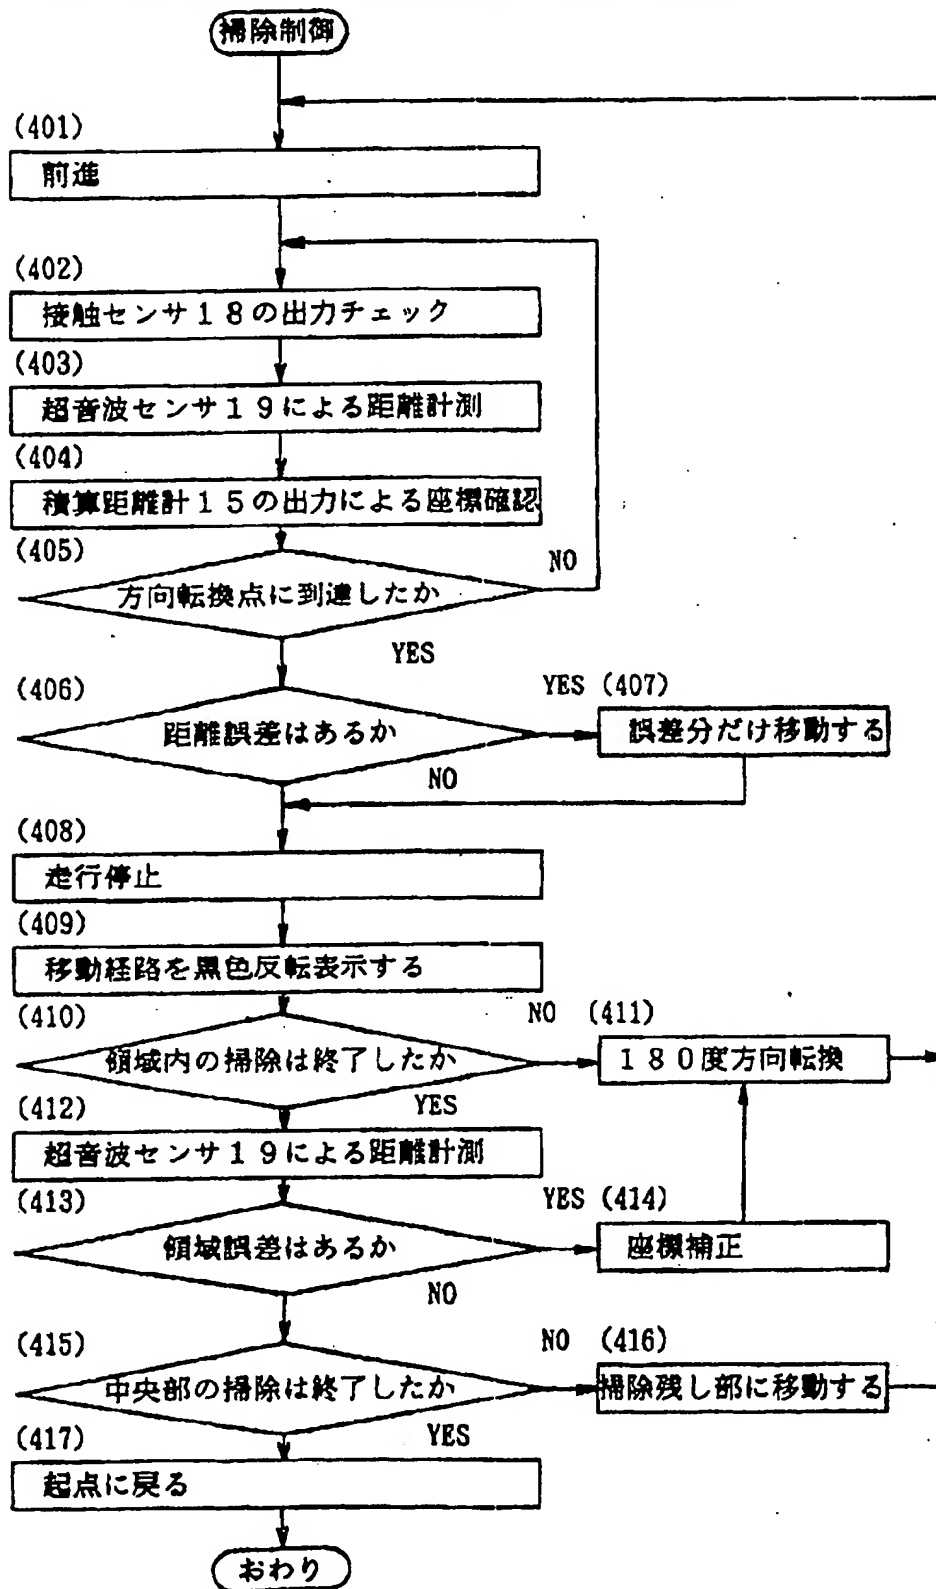 掃除制御
(401)
前進
(402)
接触センサ18の出力チェック
(403)
超音波センサ19による距離計測
(404)
積算距離計15の出力による座標確認
(405)
方向転換点に到達したか
NO
YES
(406)
距離誤差はあるか
YES (407)
誤差分だけ移動する
NO
(408)
走行停止
(409)
移動経路を黒色反転表示する
(410)
領域内の掃除は終了したか
NO (411)
180度方向転換
YES
(412)
超音波センサ19による距離計測
(413)
領域誤差はあるか
YES (414)
座標補正
NO
(415)
中央部の掃除は終了したか
NO (416)
掃除残し部に移動する
YES
(417)
起点に戻る
おわり